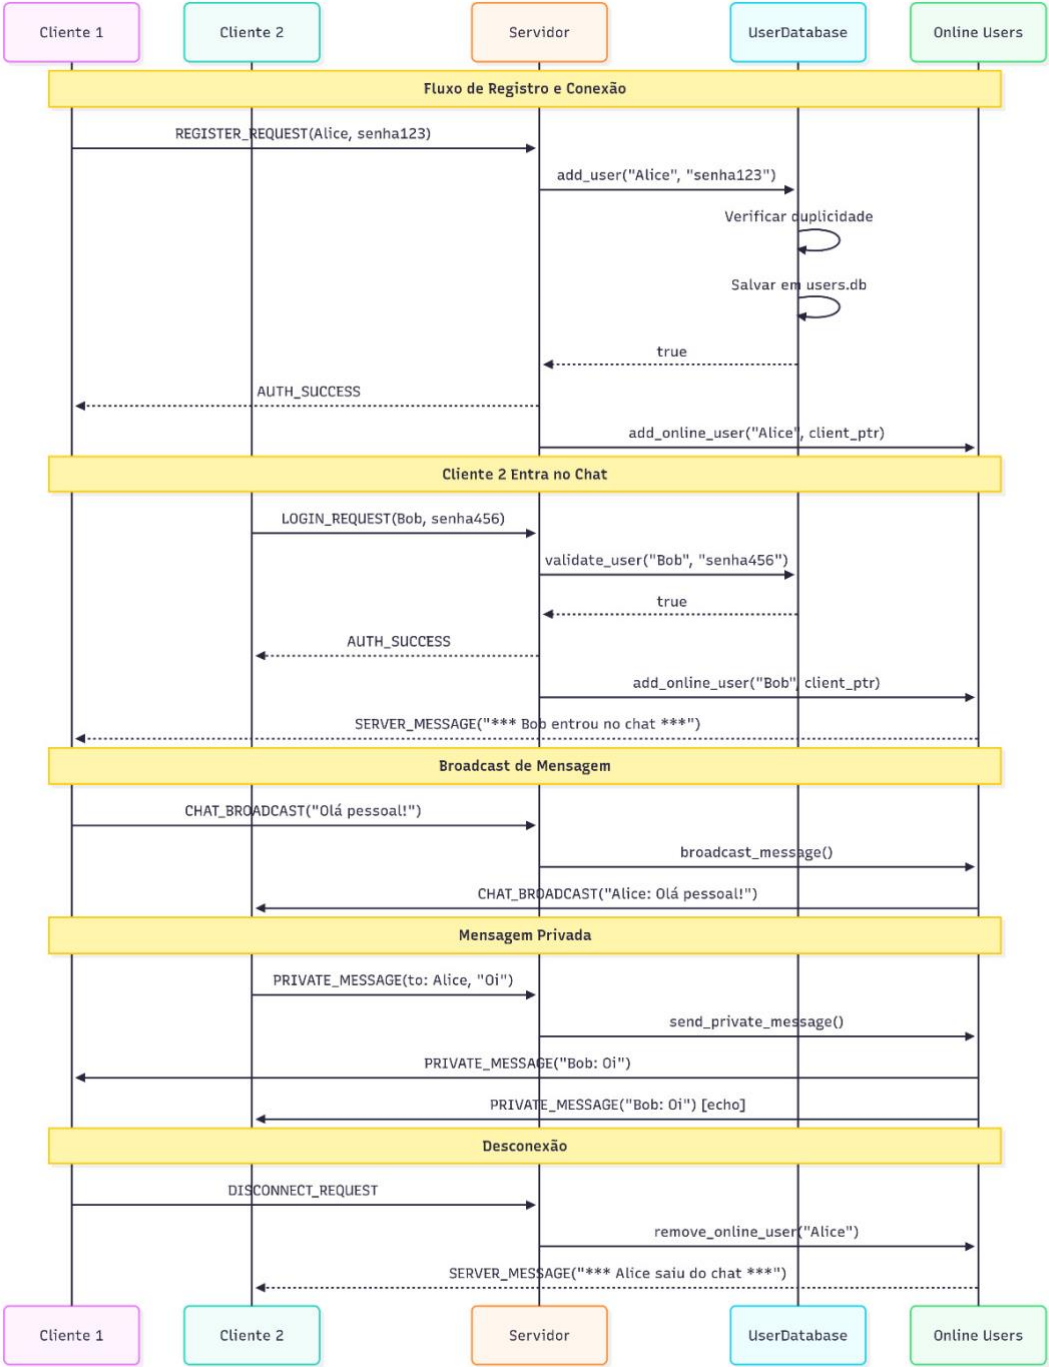 Cliente 1
Cliente 2
Servidor
UserDatabase
Online Users
Fluxo de Registro e Conexão
REGISTER_REQUEST(Alice, senha123)
add_user("Alice", "senha123")
Verificar duplicidade
Salvar em users.db
true
AUTH_SUCCESS
add_online_user("Alice", client_ptr)
Cliente 2 Entra no Chat
LOGIN_REQUEST(Bob, senha456)
validate_user("Bob", "senha456")
true
AUTH_SUCCESS
add_online_user("Bob", client_ptr)
SERVER_MESSAGE("*** Bob entrou no chat ***")
Broadcast de Mensagem
CHAT_BROADCAST("Olá pessoal!")
broadcast_message()
CHAT_BROADCAST("Alice: Olá pessoal!")
Mensagem Privada
PRIVATE_MESSAGE(to: Alice, "Oi")
send_private_message()
PRIVATE_MESSAGE("Bob: Oi")
PRIVATE_MESSAGE("Bob: Oi") [echo]
Desconexão
DISCONNECT_REQUEST
remove_online_user("Alice")
SERVER_MESSAGE("*** Alice saiu do chat ***")
Cliente 1
Cliente 2
Servidor
UserDatabase
Online Users